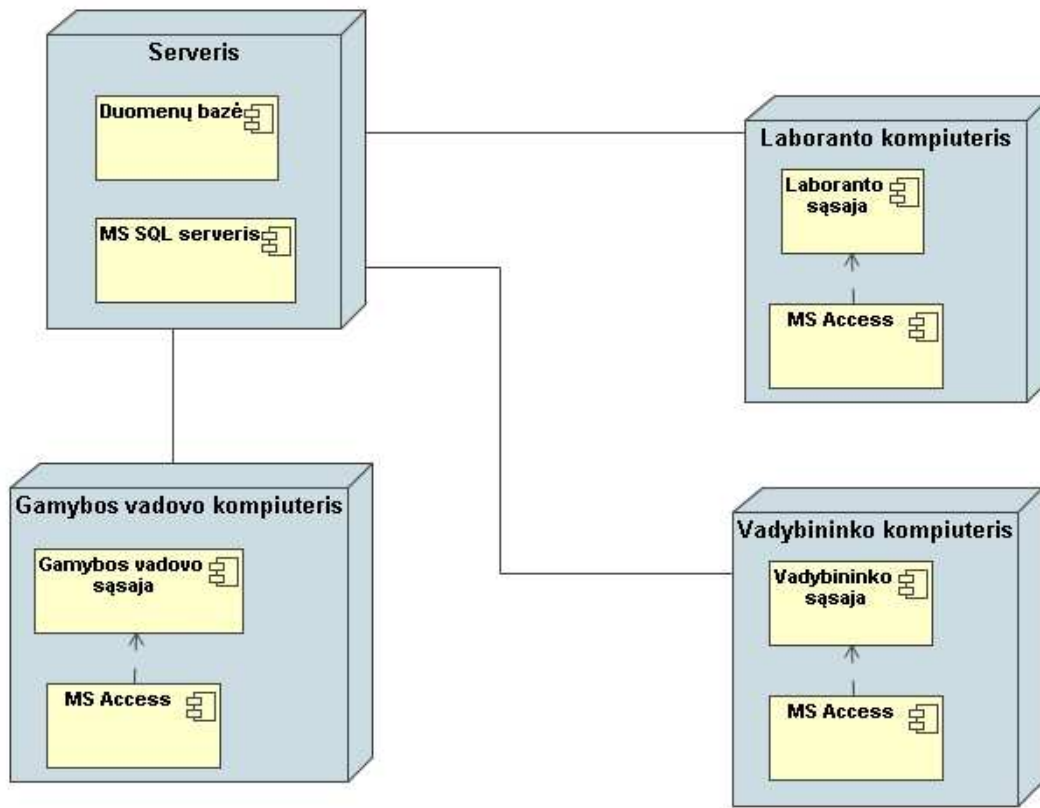 Serveris
Duomenų bazė
MS SQL serveris
Laboranto kompiuteris
Laboranto
sąsaja
MS Access
Gamybos vadovo kompiuteris
Gamybos vadovo
sąsaja
MS Access
Vadybininko kompiuteris
Vadybininko
sąsaja
MS Access